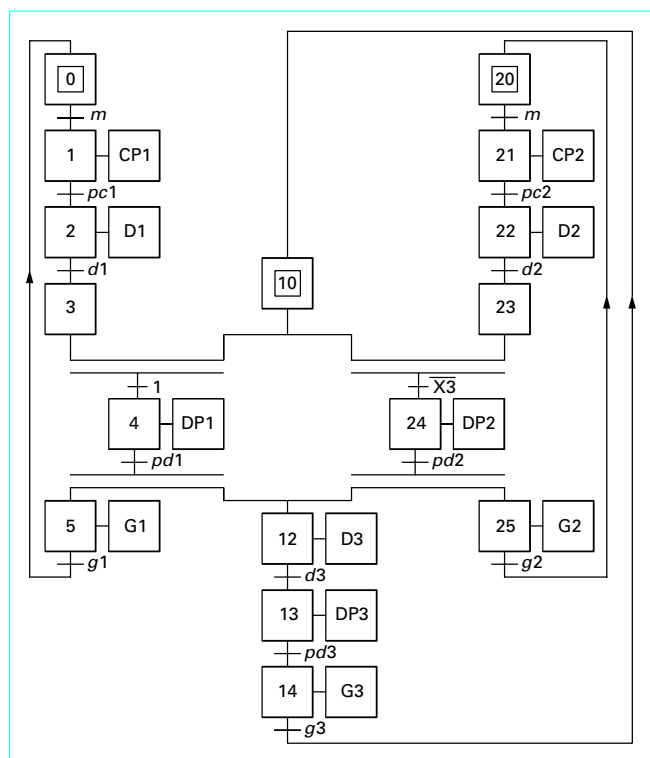 0 20
m m
1 CP1 21 CP2
pc1 pc2
2 D1 22 D2
d1 d2
10
3 23
1 X̅3̅
4 DP1 24 DP2
pd1 pd2
5 G1 12 D3 25 G2
g1 d3 g2
13 DP3
pd3
14 G3
g3